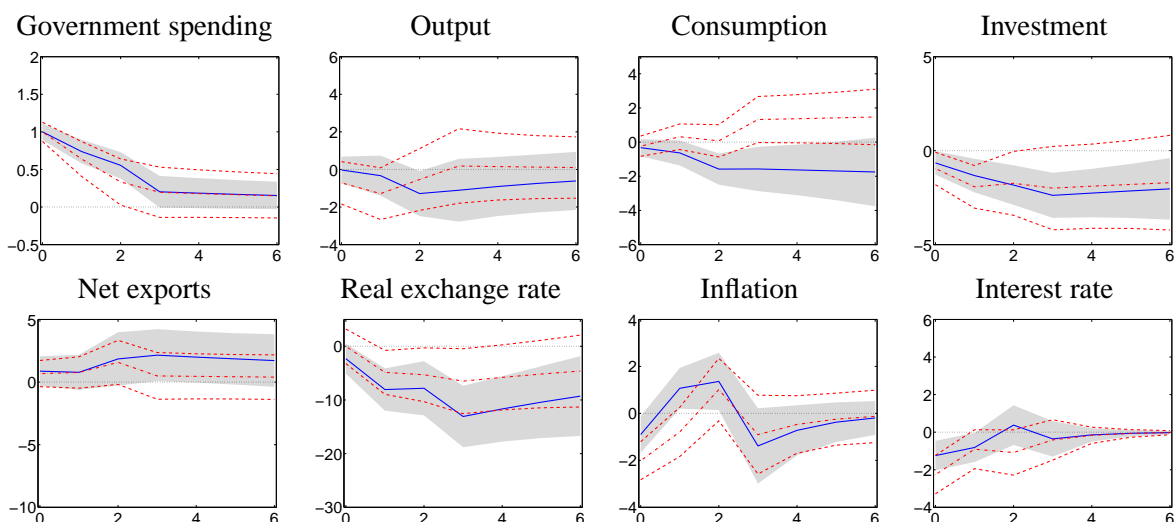 Government spending Output Consumption Investment
2 6 5
1.5 4 4
1 2 2
0.5 0 0 0
0 −2 −2
−0.5 −4 −4 −6 −5
0 2 4 6 0 2 4 6 0 2 4 6 0 2 4 6
Net exports Real exchange rate Inflation Interest rate
5 4 6
0 0 2 4
5 −10 0 2
−20 −2 0 −2
−10 −30 −4 −4
0 2 4 6 0 2 4 6 0 2 4 6 0 2 4 6